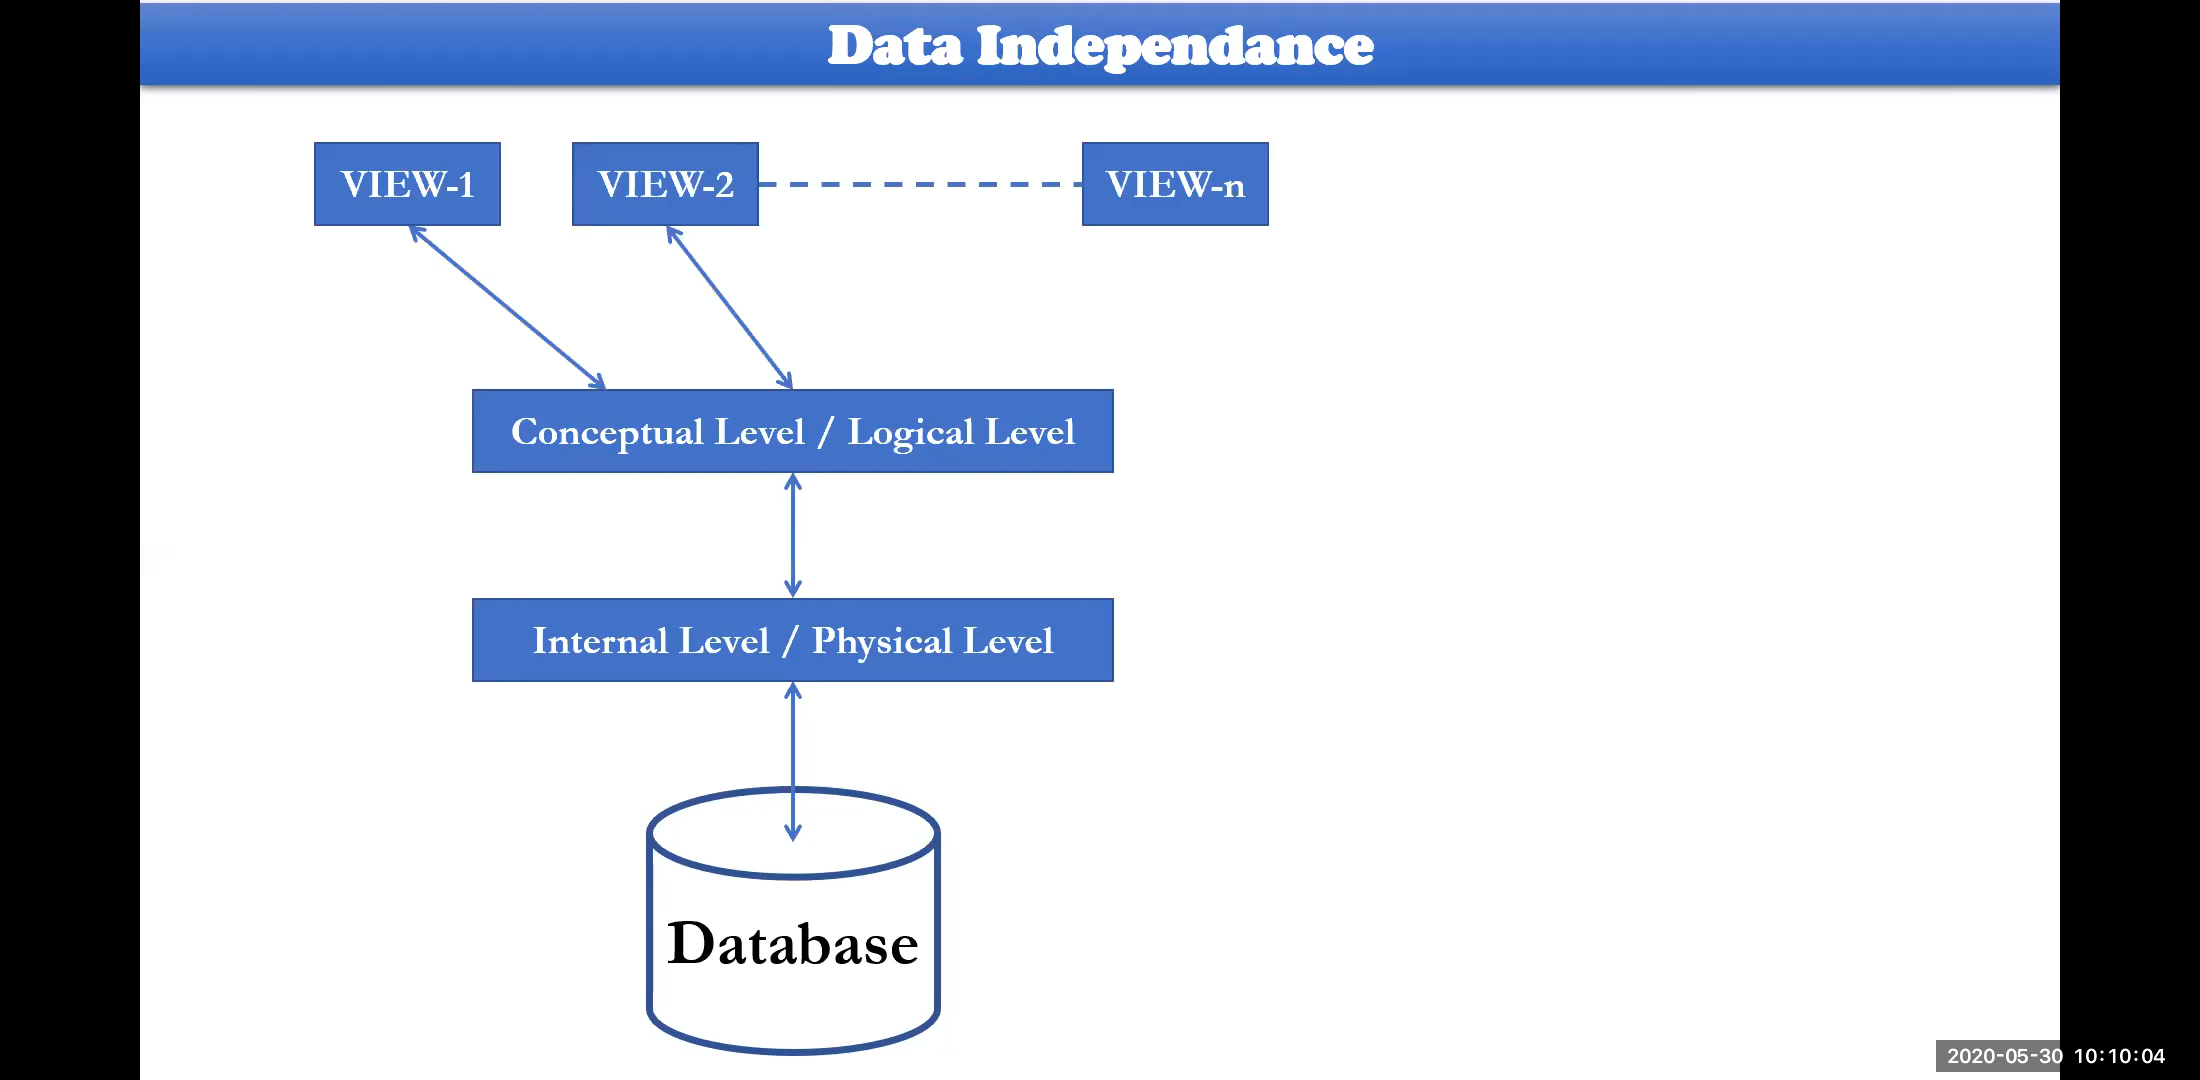 Data Independance
VIEW-1 VIEW-2 VIEW-n
Conceptual Level / Logical Level
Internal Level / Physical Level
Database
2020-05-30 10:10:04